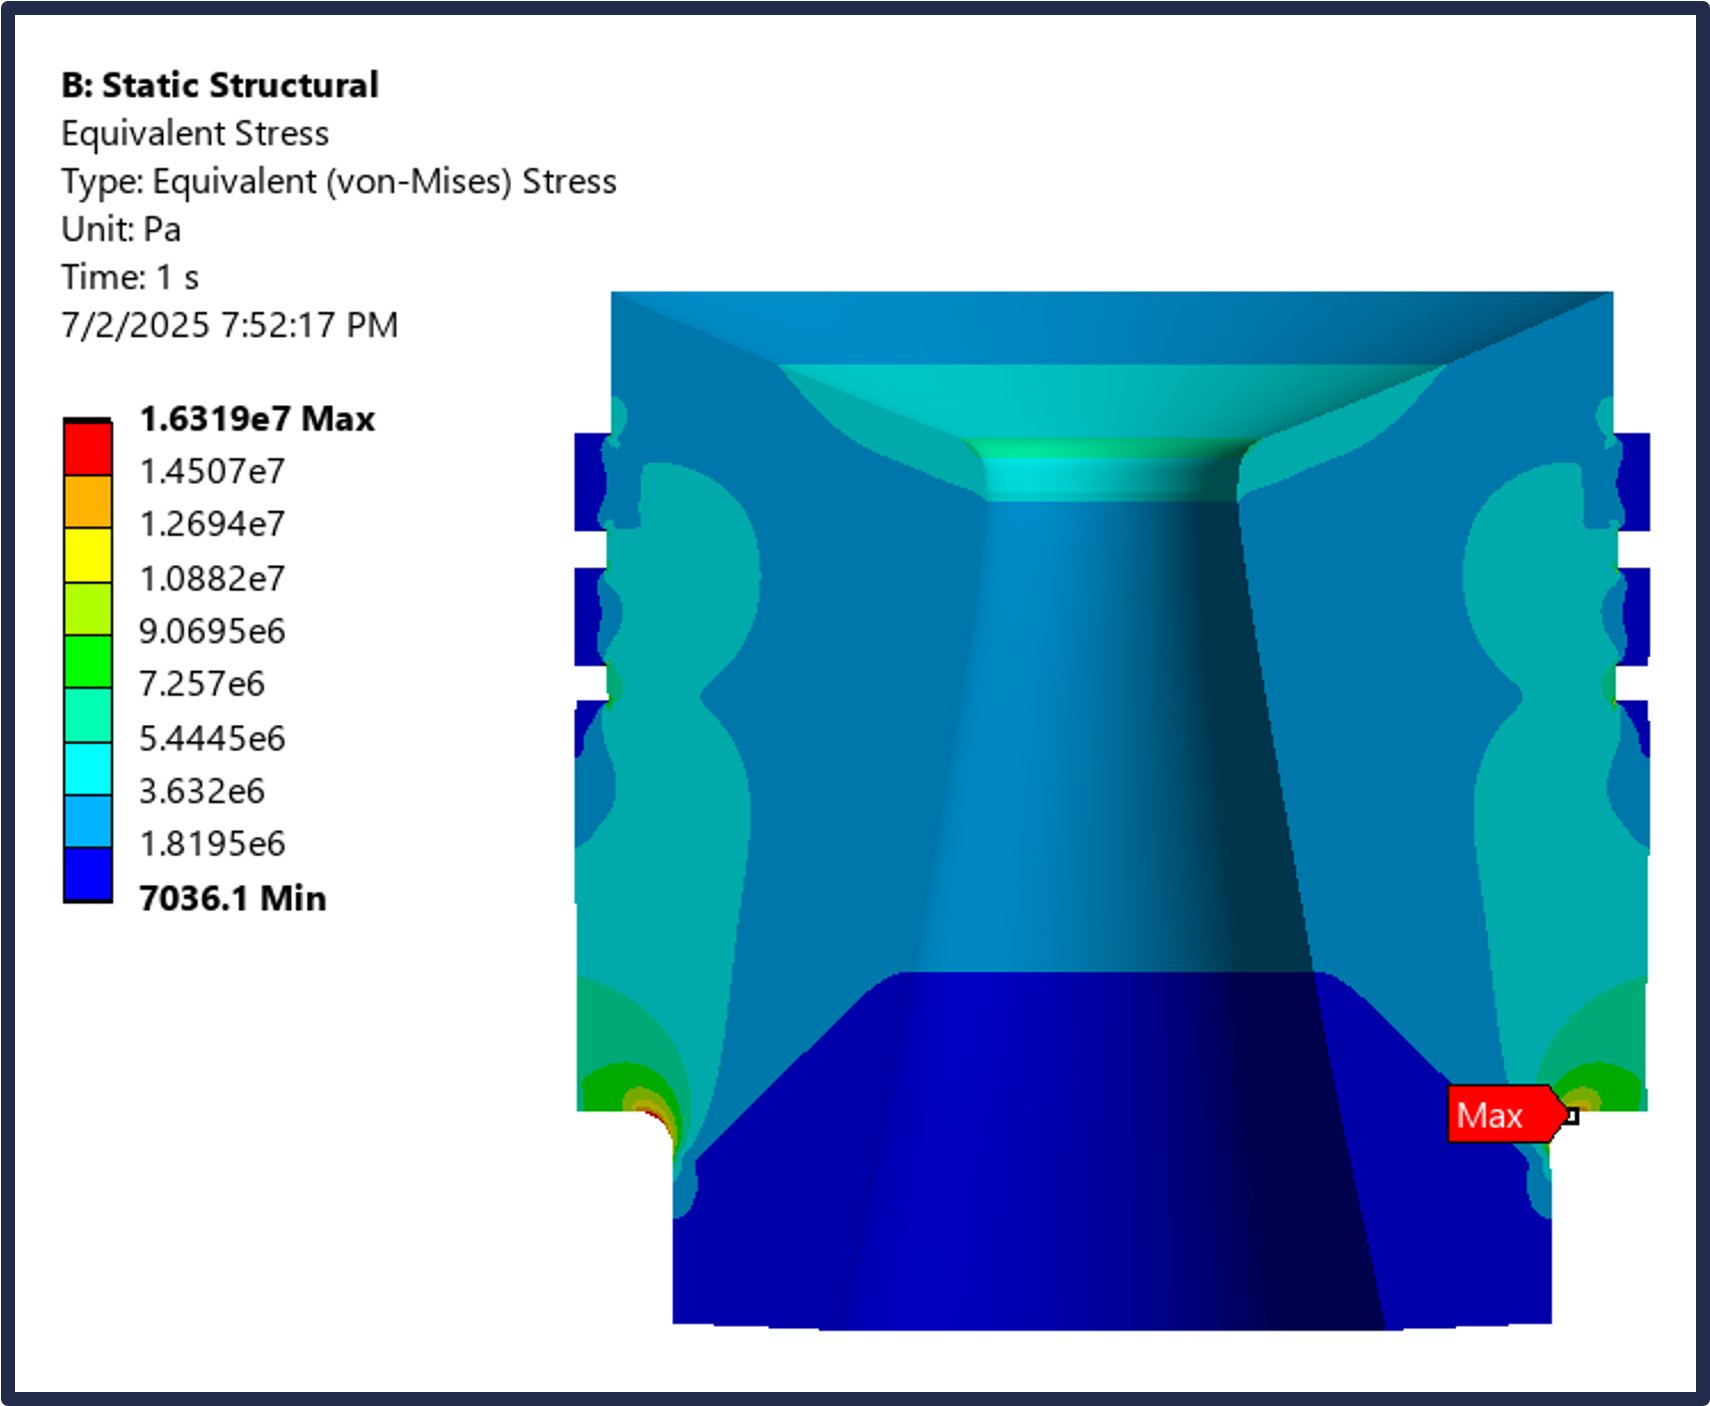 B: Static Structural
Equivalent Stress
Type: Equivalent (von-Mises) Stress
Unit: Pa
Time: 1 s
7/2/2025 7:52:17 PM
1.6319e7 Max
1.4507e7
1.2694e7
1.0882e7
9.0695e6
7.257e6
5.4445e6
3.632e6
1.8195e6
7036.1 Min
Max